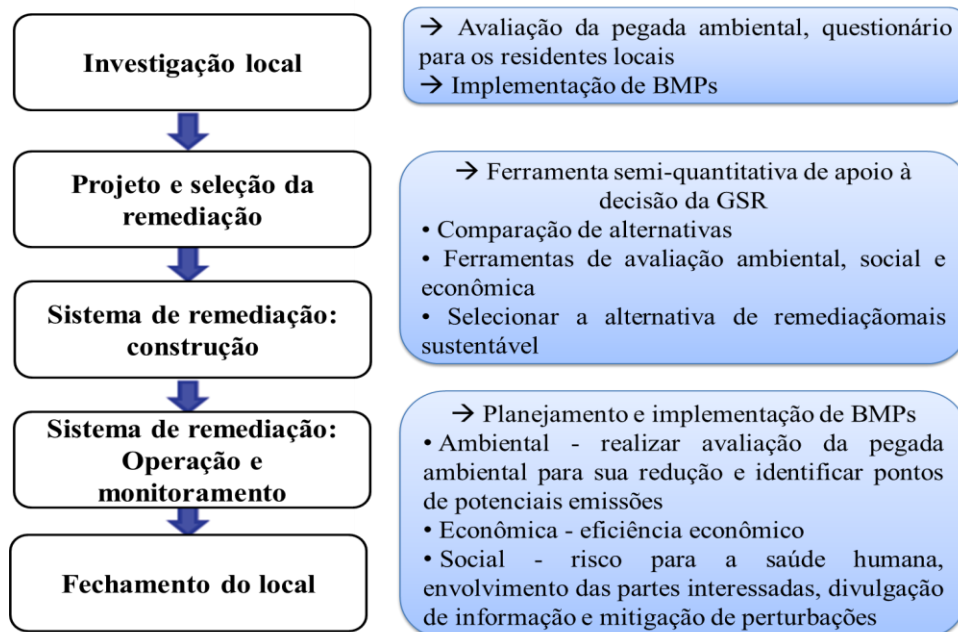 Investigação local
→ Avaliação da pegada ambiental, questionário
para os residentes locais
→ Implementação de BMPs
Projeto e seleção da
remediação
→ Ferramenta semi-quantitativa de apoio à
decisão da GSR
• Comparação de alternativas
• Ferramentas de avaliação ambiental, social e
econômica
• Selecionar a alternativa de remediaçãomais
sustentável
Sistema de remediação:
construção
Sistema de remediação:
Operação e
monitoramento
→ Planejamento e implementação de BMPs
• Ambiental - realizar avaliação da pegada
ambiental para sua redução e identificar pontos
de potenciais emissões
• Econômica - eficiência econômico
• Social - risco para a saúde humana,
envolvimento das partes interessadas, divulgação
de informação e mitigação de perturbações
Fechamento do local